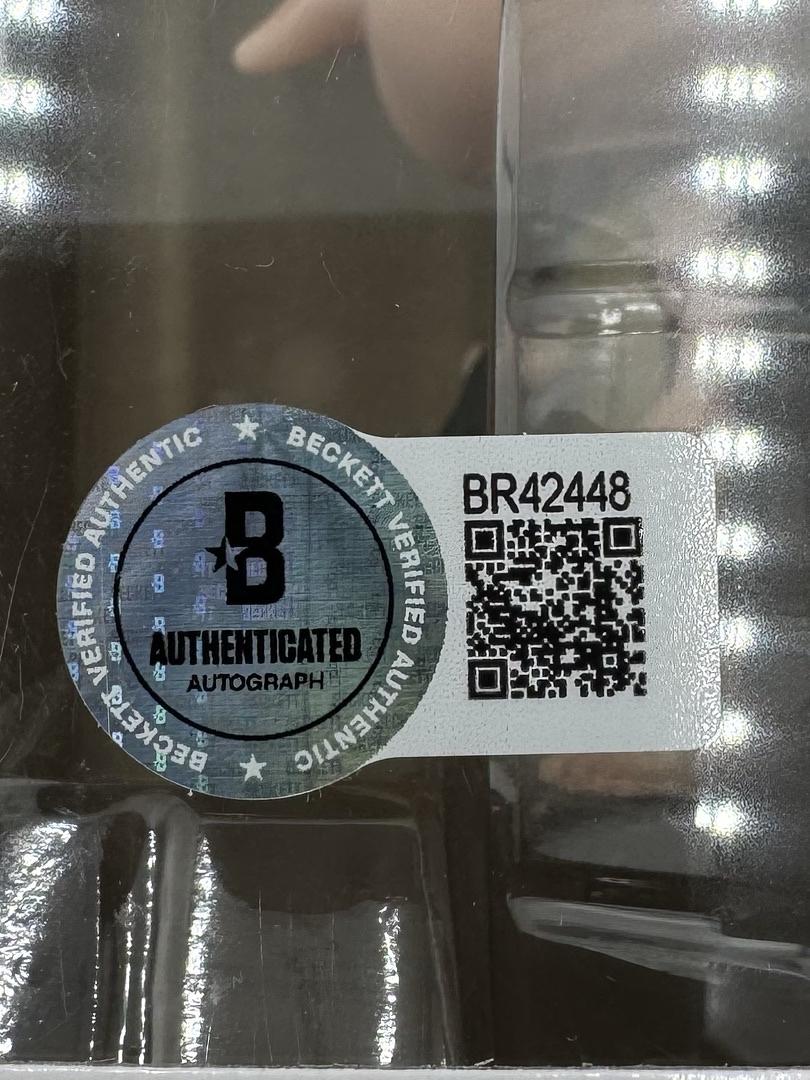 BECKETT VERIFIED AUTHENTIC
BECKETT VERIFIED AUTHENTIC
B
AUTHENTICATED
AUTOGRAPH
BR42448